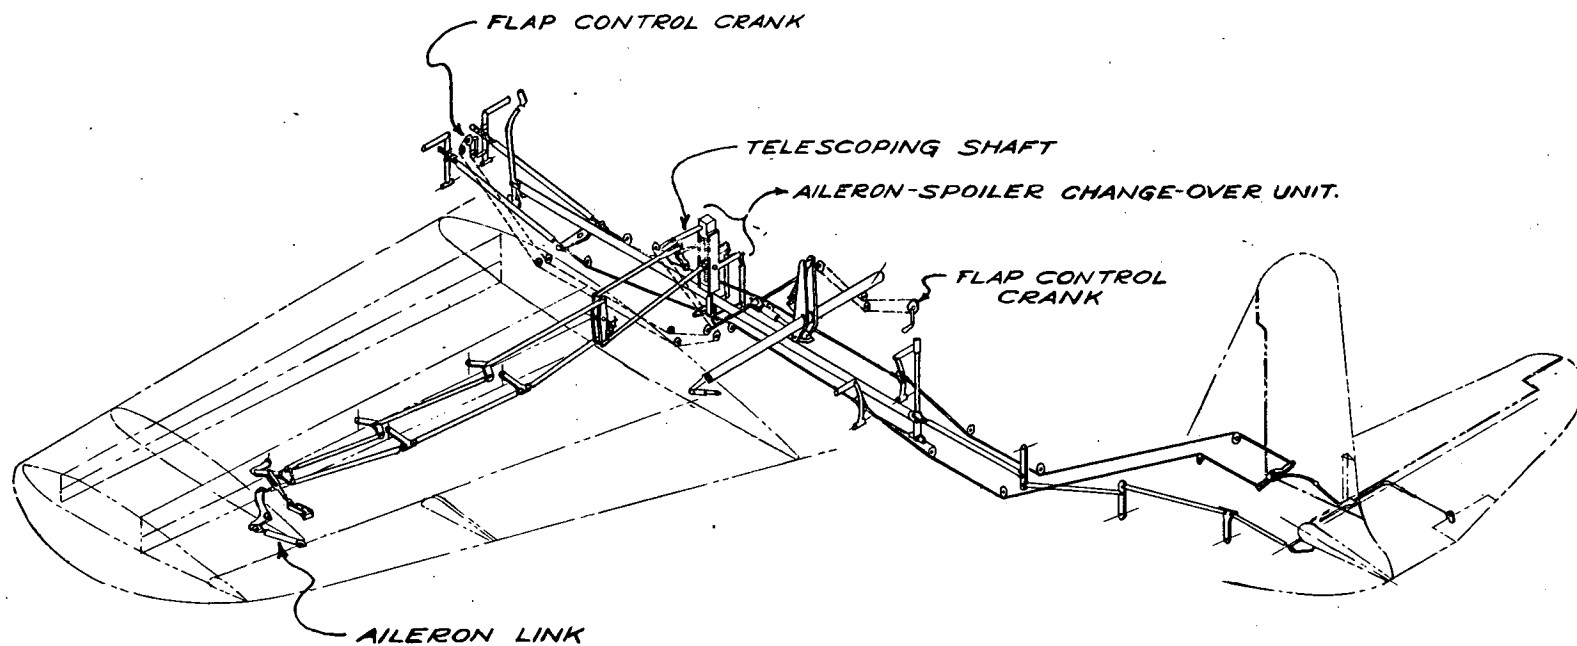 FLAP CONTROL CRANK
TELESCOPING SHAFT
AILERON-SPOILER CHANGE-OVER UNIT.
FLAP CONTROL
CRANK
AILERON LINK